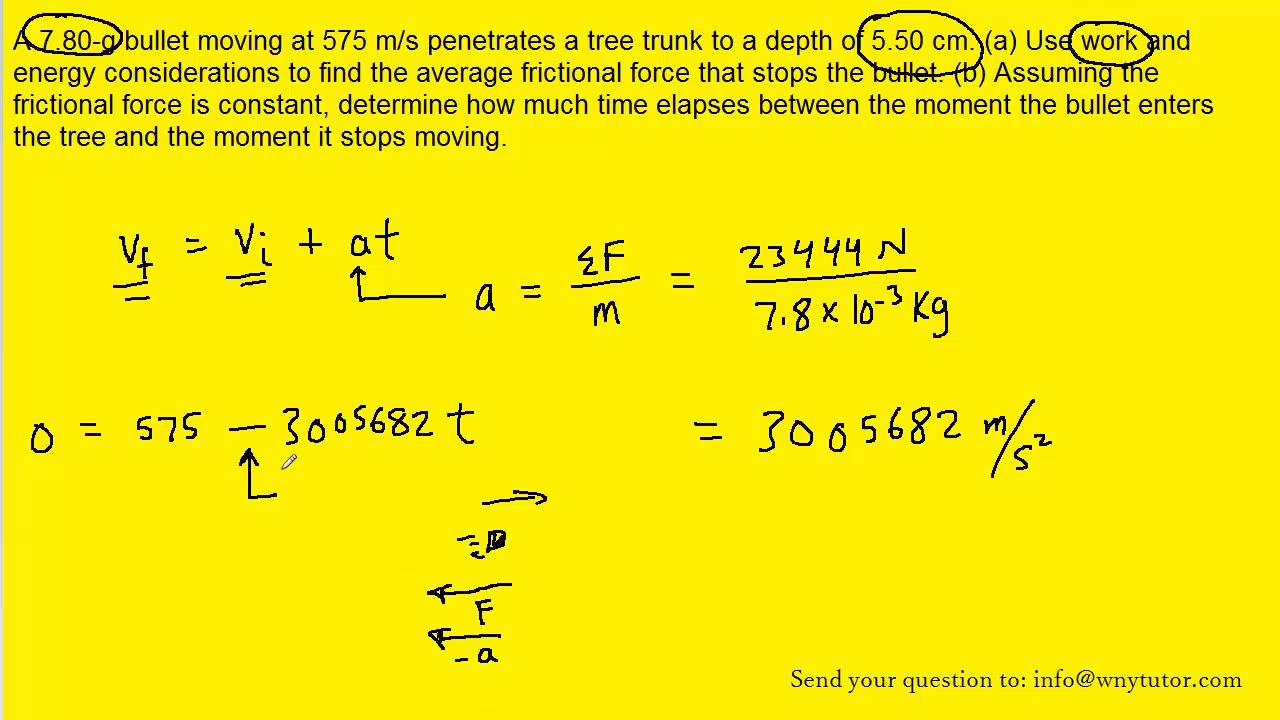 A 7.80-g bullet moving at 575 m/s penetrates a tree trunk to a depth of 5.50 cm. (a) Use work and
energy considerations to find the average frictional force that stops the bullet. (b) Assuming the
frictional force is constant, determine how much time elapses between the moment the bullet enters
the tree and the moment it stops moving.
Vf = Vi + at
a = ΣF/m = 23444 N / 7.8 x 10⁻³ Kg
0 = 575 — 3005682 t
= 3005682 m/s²
F
-a
Send your question to: info@wnytutor.com